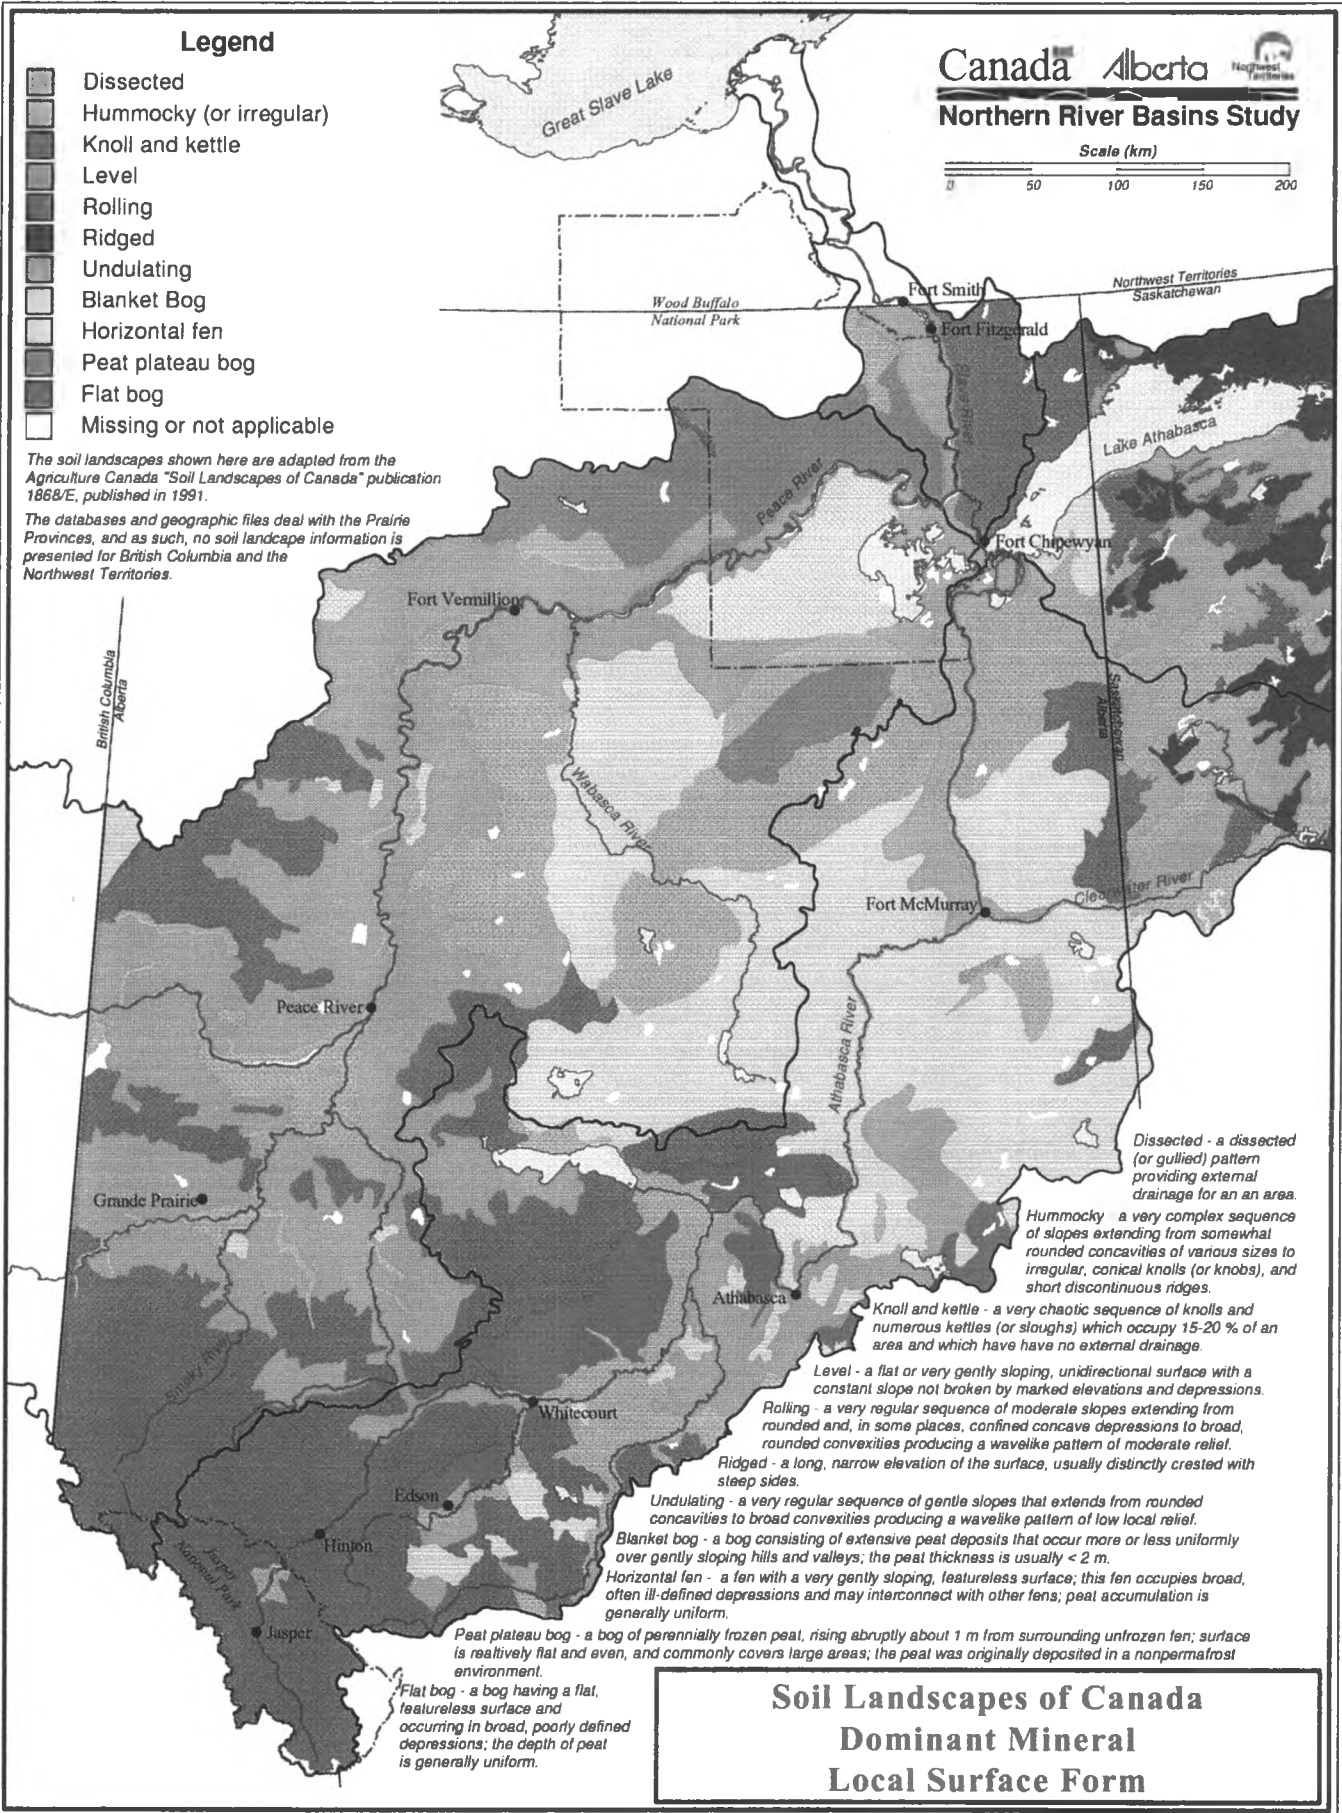 Legend
Dissected
Hummocky (or irregular)
Knoll and kettle
Level
Rolling
Ridged
Undulating
Blanket Bog
Horizontal fen
Peat plateau bog
Flat bog
Missing or not applicable
The soil landscapes shown here are adapted from the
Agriculture Canada "Soil Landscapes of Canada" publication
1868/E, published in 1991.
The databases and geographic files deal with the Prairie
Provinces, and as such, no soil landcape information is
presented for British Columbia and the
Northwest Territories.
Canada
Alberta
Northwest
Territories
Northern River Basins Study
Scale (km)
0 50 100 150 200
Great Slave Lake
Northwest Territories
Saskatchewan
Wood Buffalo
National Park
Fort Smith
Fort Fitzgerald
Slave River
Lake Athabasca
Peace River
Fort Chipewyan
Fort Vermillion
British Columbia
Alberta
Saskatchewan
Alberta
Wabasca River
Fort McMurray
Clearwater River
Peace River
Athabasca River
Grande Prairie
Athabasca
Smoky River
Whitecourt
Edson
Hinton
Jasper
National Park
Jasper
Dissected - a dissected
(or gullied) pattern
providing external
drainage for an an area.
Hummocky - a very complex sequence
of slopes extending from somewhat
rounded concavities of various sizes to
irregular, conical knolls (or knobs), and
short discontinuous ridges.
Knoll and kettle - a very chaotic sequence of knolls and
numerous kettles (or sloughs) which occupy 15-20 % of an
area and which have have no external drainage.
Level - a flat or very gently sloping, unidirectional surface with a
constant slope not broken by marked elevations and depressions.
Rolling - a very regular sequence of moderate slopes extending from
rounded and, in some places, confined concave depressions to broad,
rounded convexities producing a wavelike pattern of moderate relief.
Ridged - a long, narrow elevation of the surface, usually distinctly crested with
steep sides.
Undulating - a very regular sequence of gentle slopes that extends from rounded
concavities to broad convexities producing a wavelike pattern of low local relief.
Blanket bog - a bog consisting of extensive peat deposits that occur more or less uniformly
over gently sloping hills and valleys; the peat thickness is usually < 2 m.
Horizontal fen - a fen with a very gently sloping, featureless surface; this fen occupies broad,
often ill-defined depressions and may interconnect with other fens; peat accumulation is
generally uniform.
Peat plateau bog - a bog of perennially frozen peat, rising abruptly about 1 m from surrounding unfrozen fen; surface
is realtively flat and even, and commonly covers large areas; the peat was originally deposited in a nonpermafrost
environment.
Flat bog - a bog having a flat,
featureless surface and
occurring in broad, poorly defined
depressions; the depth of peat
is generally uniform.
Soil Landscapes of Canada
Dominant Mineral
Local Surface Form